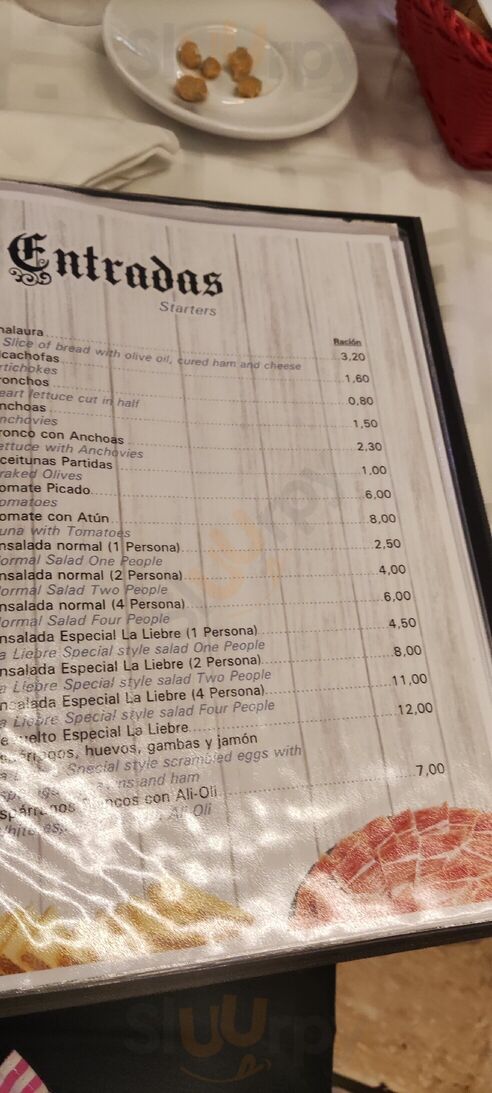 Entradas
Starters
Ración
nalaura 3,20
Slice of bread with olive oil, cured ham and cheese
cachofas 1,60
rtichokes
ronchos 0,80
eart lettuce cut in half
nchoas 1,50
nchovies
ronco con Anchoas 2,30
ettuce with Anchovies
ceitunas Partidas 1,00
raked Olives
omate Picado 6,00
omatoes
omate con Atún 8,00
una with Tomatoes
nsalada normal (1 Persona) 2,50
ormal Salad One People
nsalada normal (2 Persona) 4,00
ormal Salad Two People
nsalada normal (4 Persona) 6,00
ormal Salad Four People
nsalada Especial La Liebre (1 Persona) 4,50
a Liebre Special style salad One People
nsalada Especial La Liebre (2 Persona) 8,00
a Liebre Special style salad Two People
nsalada Especial La Liebre (4 Persona) 11,00
a Liebre Special style salad Four People
Especial La Liebre 12,00
huevos, gambas y jamón
Special style scrambled eggs with
and ham
con Ali-Oli 7,00
Ali Oli
sluurpy
sluurpy
sluurpy